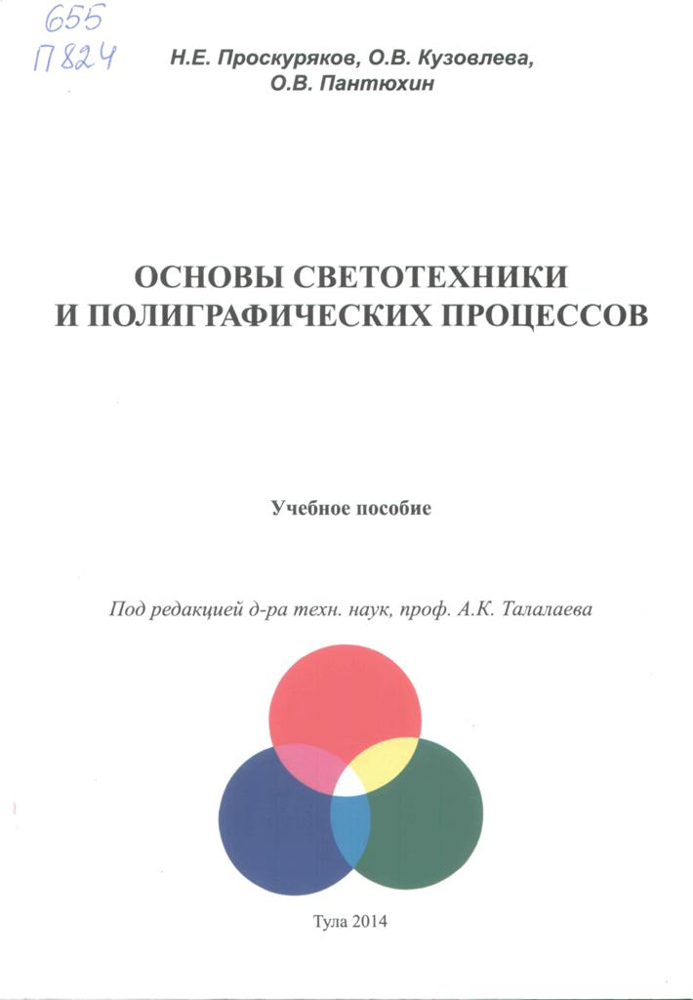 655
П824
Н.Е. Проскуряков, О.В. Кузовлева,
О.В. Пантюхин
ОСНОВЫ СВЕТОТЕХНИКИ
И ПОЛИГРАФИЧЕСКИХ ПРОЦЕССОВ
Учебное пособие
Под редакцией д-ра техн. наук, проф. А.К. Талалаева
Тула 2014